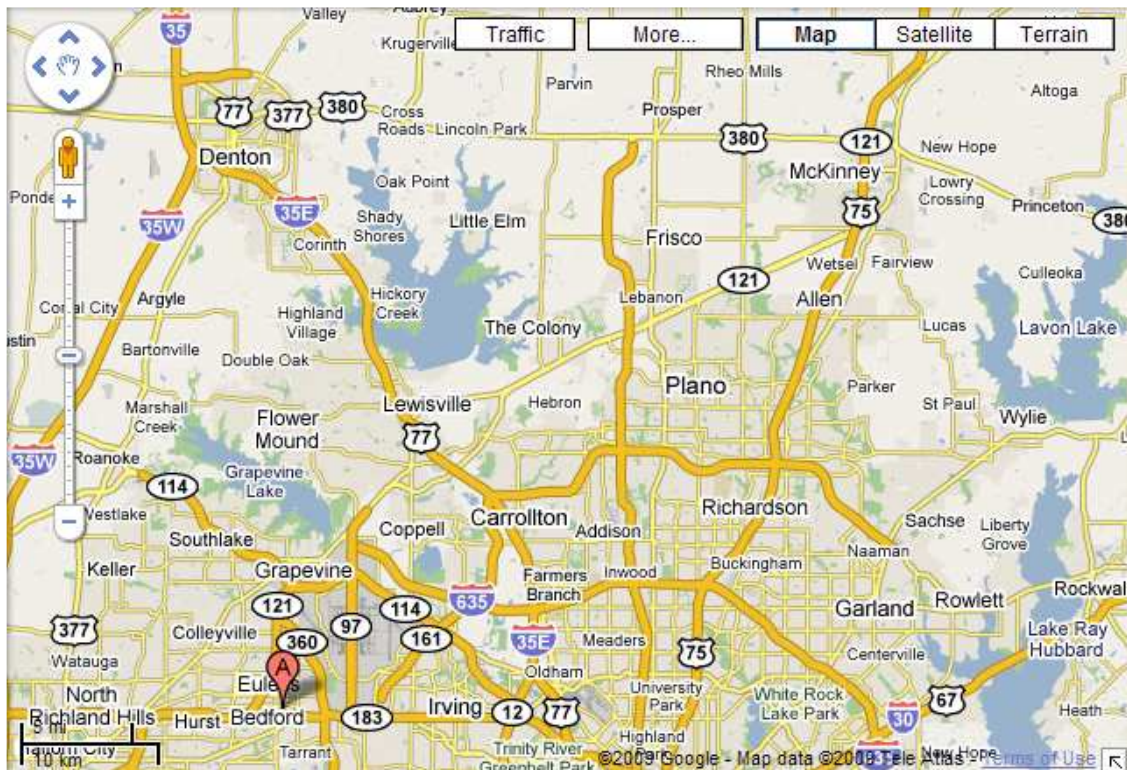 Valley
Aubrey
35
Traffic
More...
Map
Satellite
Terrain
Krugerville
Rheo Mills
Parvin
Altoga
77
377
380
Cross
Roads
Lincoln Park
Prosper
380
121
New Hope
Denton
McKinney
Oak Point
Lowry
Crossing
Princeton
380
35W
35E
Shady
Shores
Little Elm
75
Corinth
Frisco
Wetsel
Fairview
121
Culleoka
Argyle
Hickory
Creek
Lebanon
Allen
Highland
Village
The Colony
Lucas
Lavon Lake
Bartonville
Double Oak
Plano
Parker
Marshall
Creek
Flower
Mound
Lewisville
Hebron
St Paul
Wylie
77
35W
Roanoke
Grapevine
Lake
114
Westlake
Carrollton
Richardson
Coppell
Addison
Sachse
Liberty
Grove
Southlake
Naaman
Keller
Grapevine
Farmers
Branch
Inwood
Buckingham
Rockwal
121
114
635
Garland
Rowlett
377
Colleyville
97
360
161
35E
Meaders
75
Lake Ray
Hubbard
Watauga
A
Oldham
Centerville
North
Richland Hills
University
Park
White Rock
Lake Park
67
Hurst
Bedford
183
Irving
12
77
30
Heath
5 mi
10 km
Tarrant
Trinity River
Greenbelt Park
Highland
Park
New Hope
©2009 Google - Map data ©2009 Tele Atlas - Terms of Use